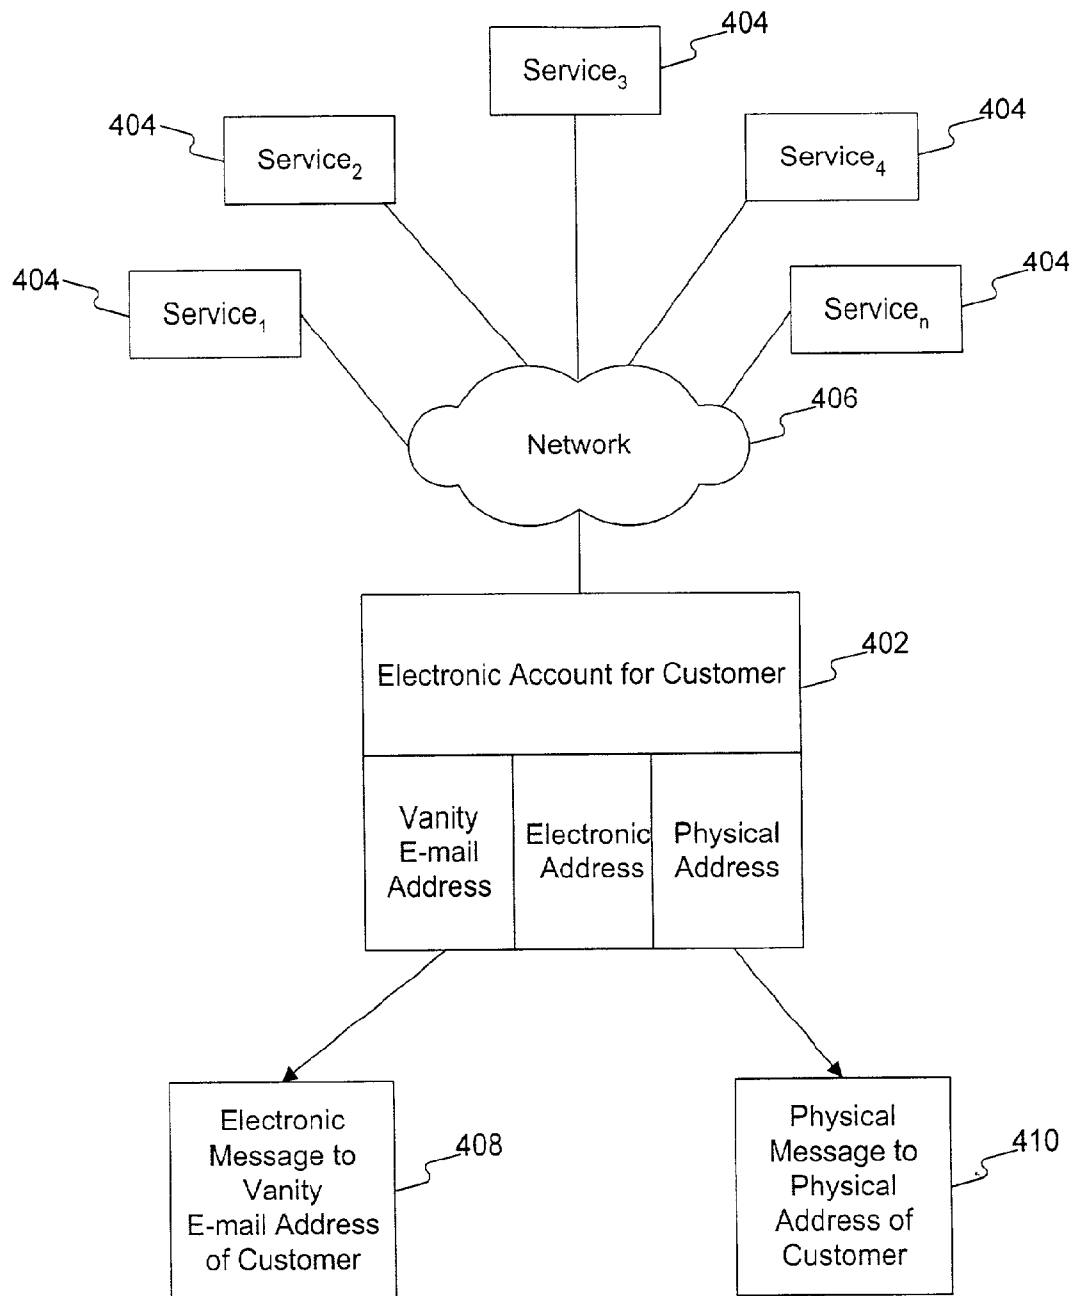 404
Service3
404
Service2
404
Service4
404
Service1
404
Servicen
406
Network
402
Electronic Account for Customer
Vanity
E-mail
Address
Electronic
Address
Physical
Address
Electronic
Message to
Vanity
E-mail Address
of Customer
408
Physical
Message to
Physical
Address of
Customer
410